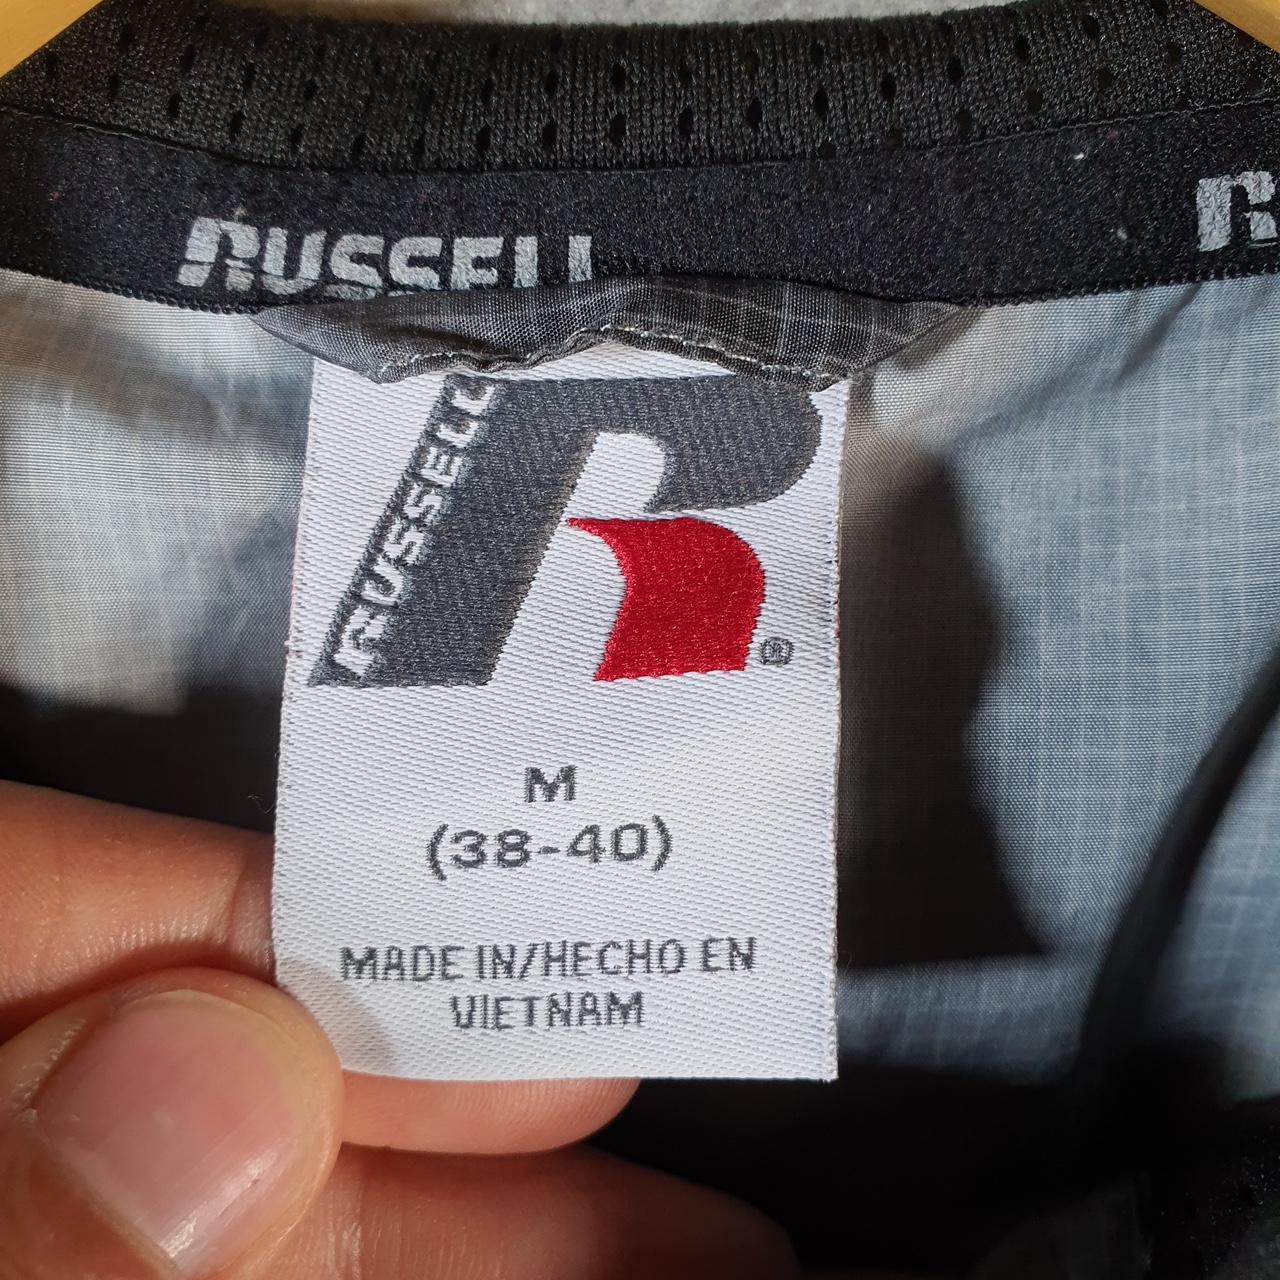 RUSSELL
R
RUSSELL
®
M
(38-40)
MADE IN/HECHO EN
VIETNAM